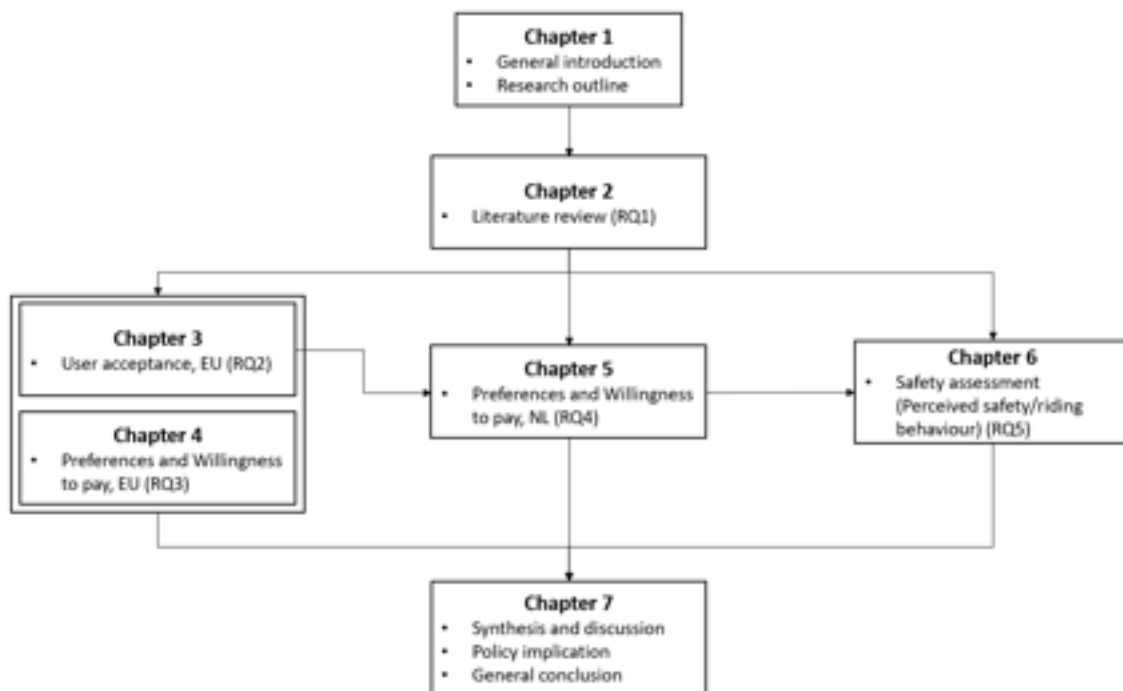 Chapter 1
• General introduction
• Research outline
Chapter 2
• Literature review (RQ1)
Chapter 3
• User acceptance, EU (RQ2)
Chapter 4
• Preferences and Willingness
to pay, EU (RQ3)
Chapter 5
• Preferences and Willingness
to pay, NL (RQ4)
Chapter 6
• Safety assessment
(Perceived safety/riding
behaviour) (RQ5)
Chapter 7
• Synthesis and discussion
• Policy implication
• General conclusion